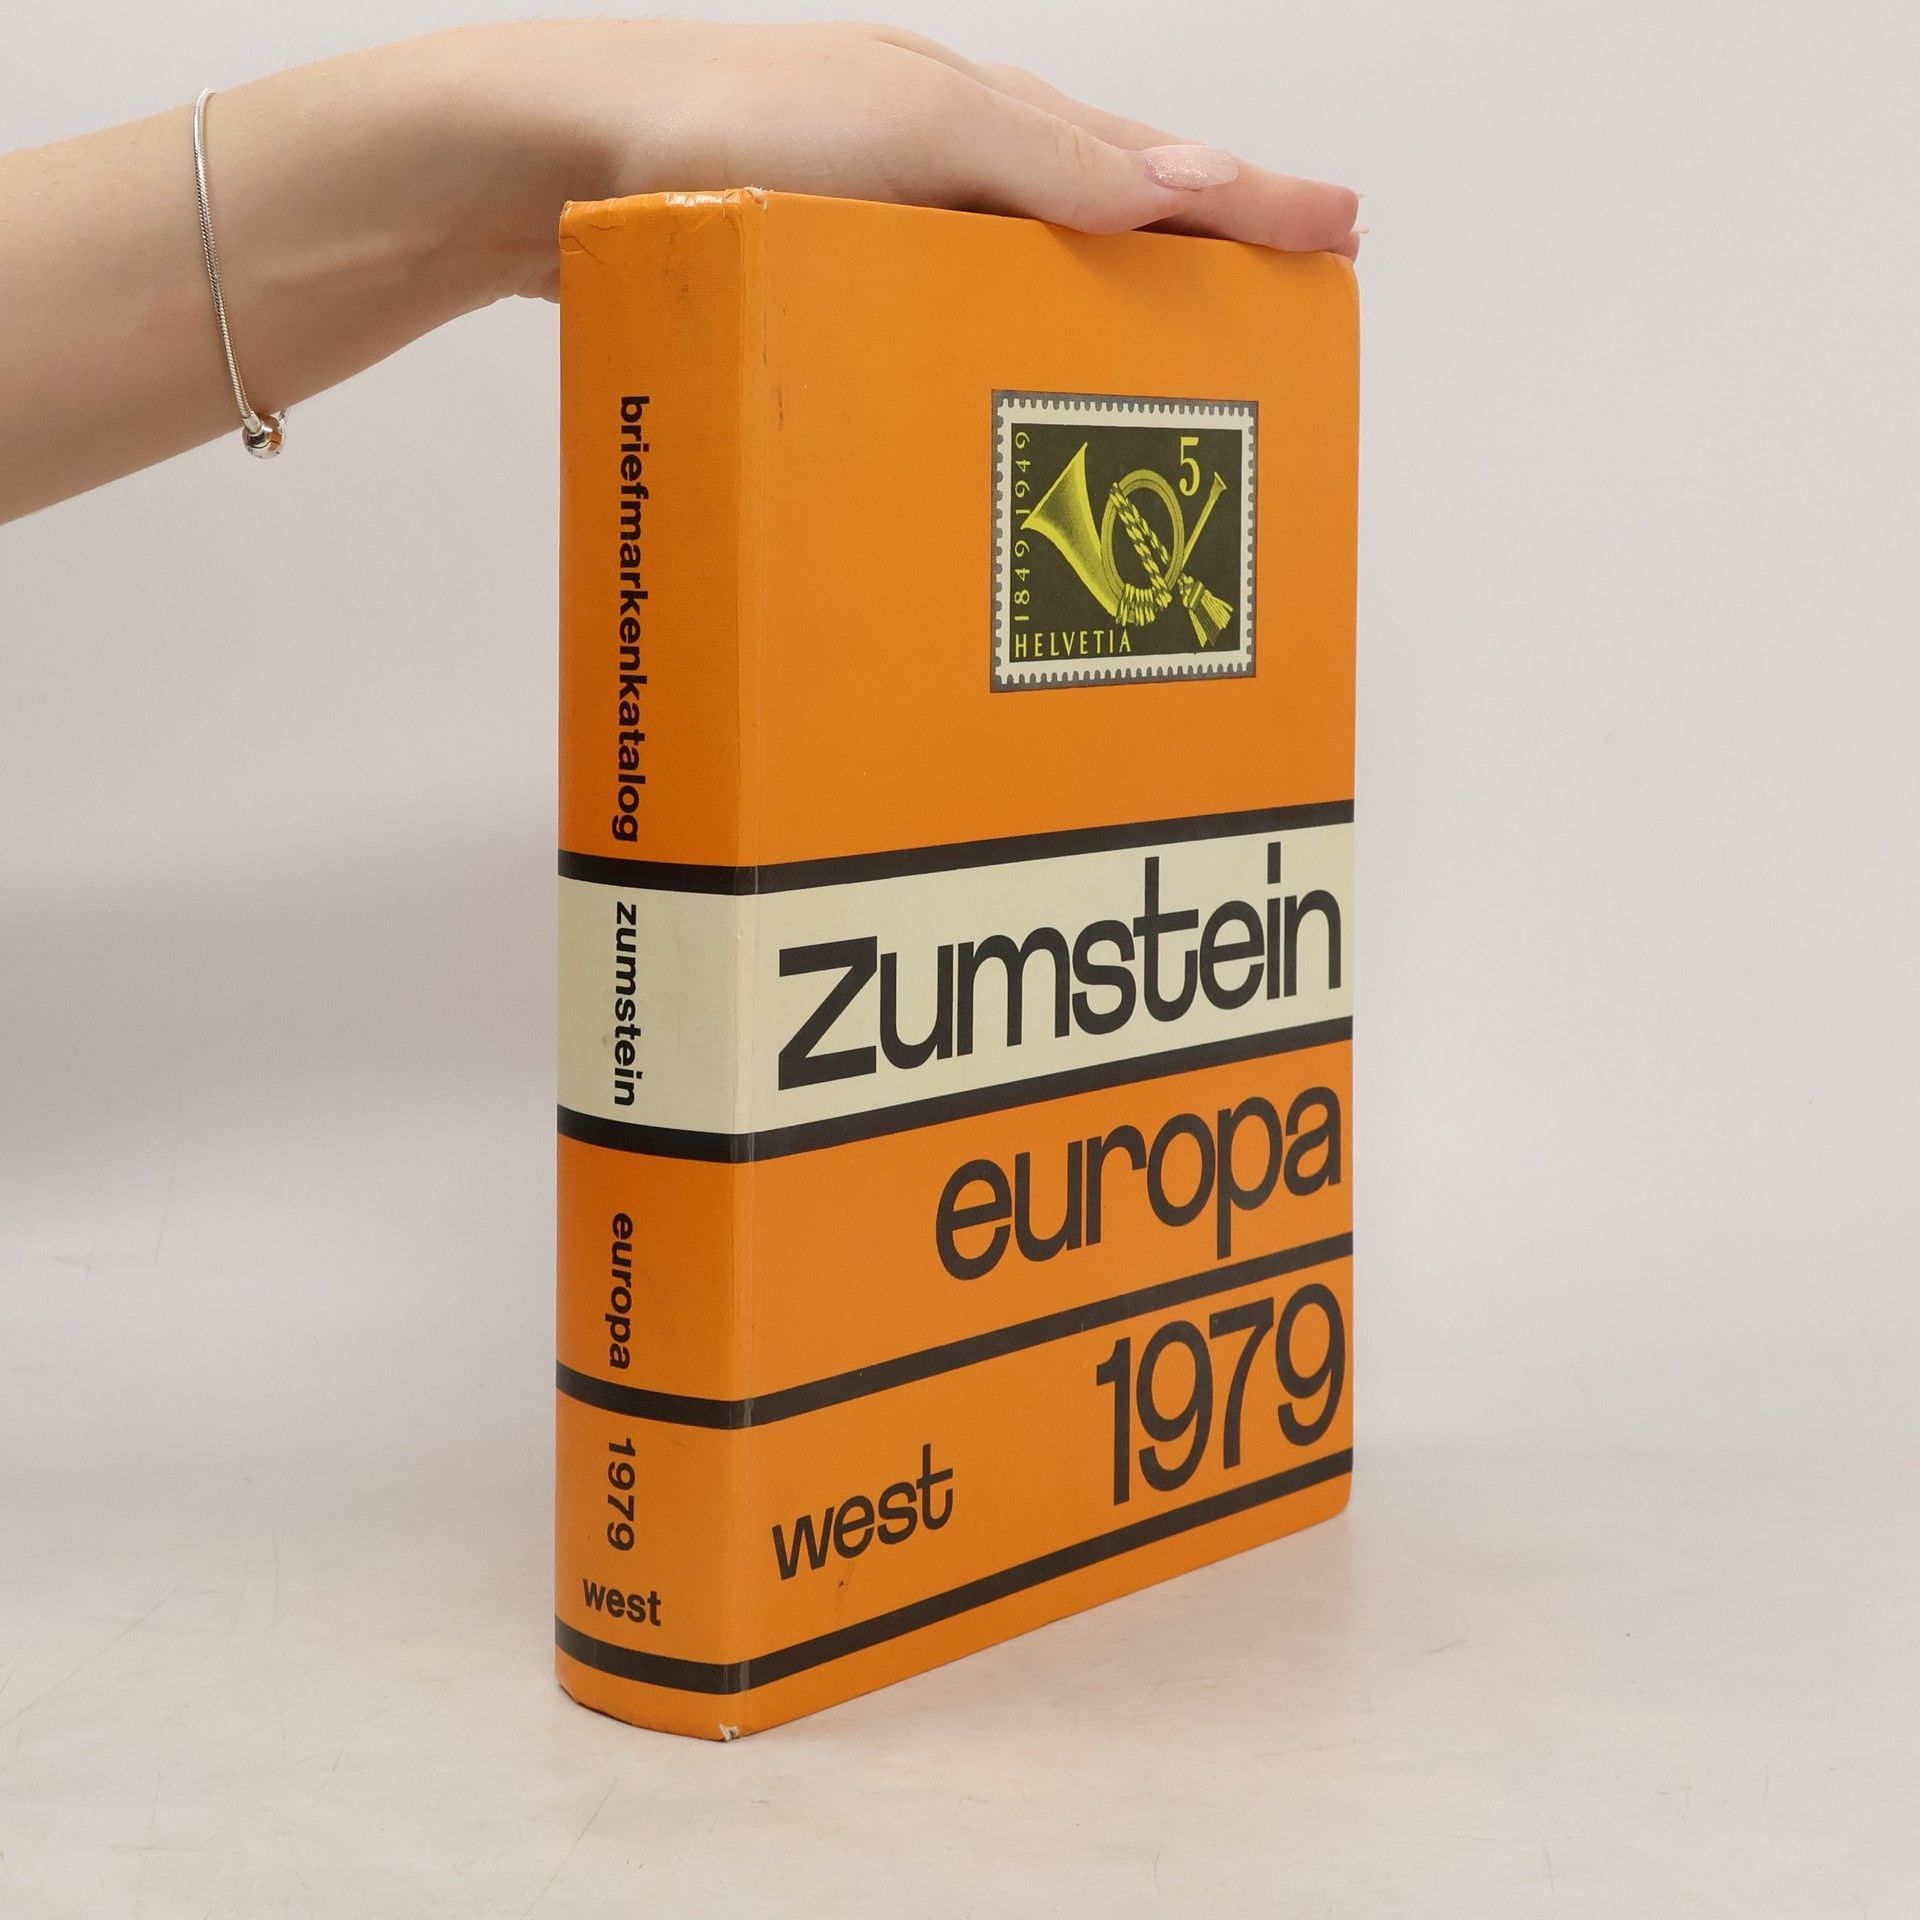 briefmarkenkatalog
zumstein
europa
1979
west
5
1849 1949
HELVETIA
zumstein
europa
1979
west